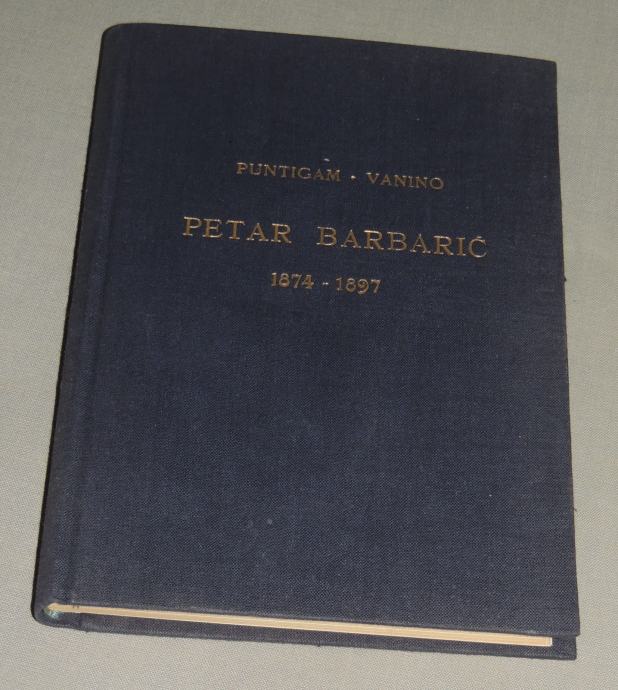 PUNTIGAM · VANINO
PETAR BARBARIĆ
1874 - 1897